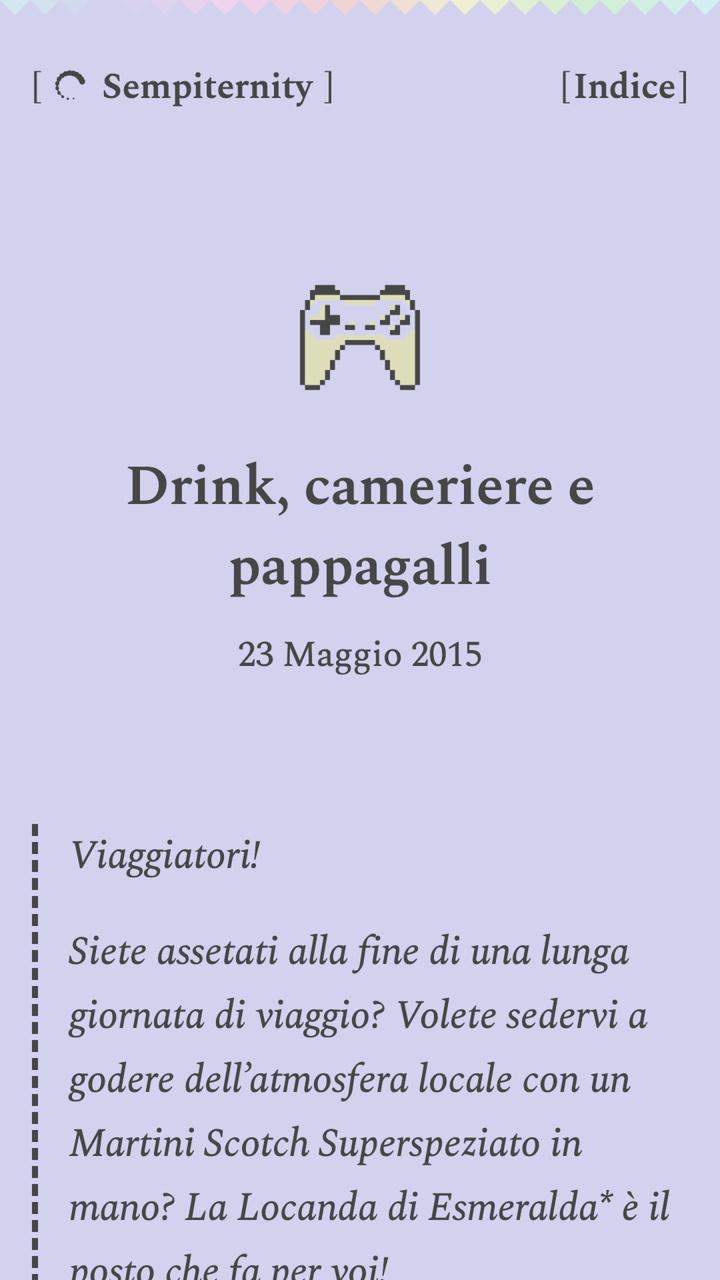 [ Sempiternity ]
[Indice]
Drink, cameriere e
pappagalli
23 Maggio 2015
Viaggiatori!
Siete assetati alla fine di una lunga
giornata di viaggio? Volete sedervi a
godere dell’atmosfera locale con un
Martini Scotch Superspeziato in
mano? La Locanda di Esmeralda* è il
posto che fa per voi!